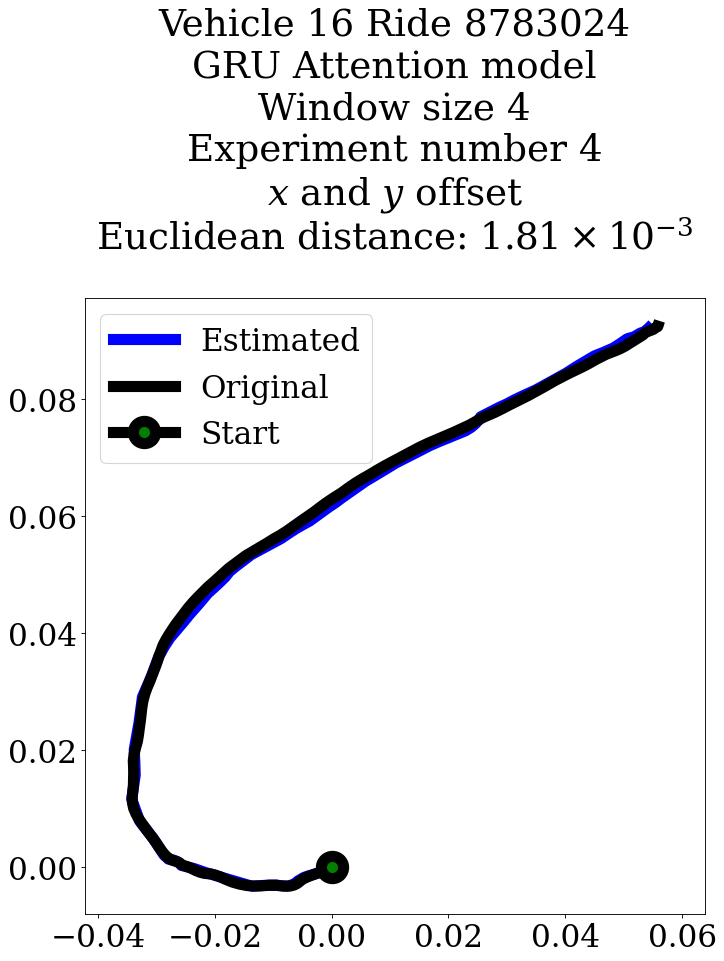 Vehicle 16 Ride 8783024
GRU Attention model
Window size 4
Experiment number 4
x and y offset
Euclidean distance: 1.81 × 10⁻³
Estimated
Original
Start
0.08
0.06
0.04
0.02
0.00
−0.04 −0.02 0.00 0.02 0.04 0.06